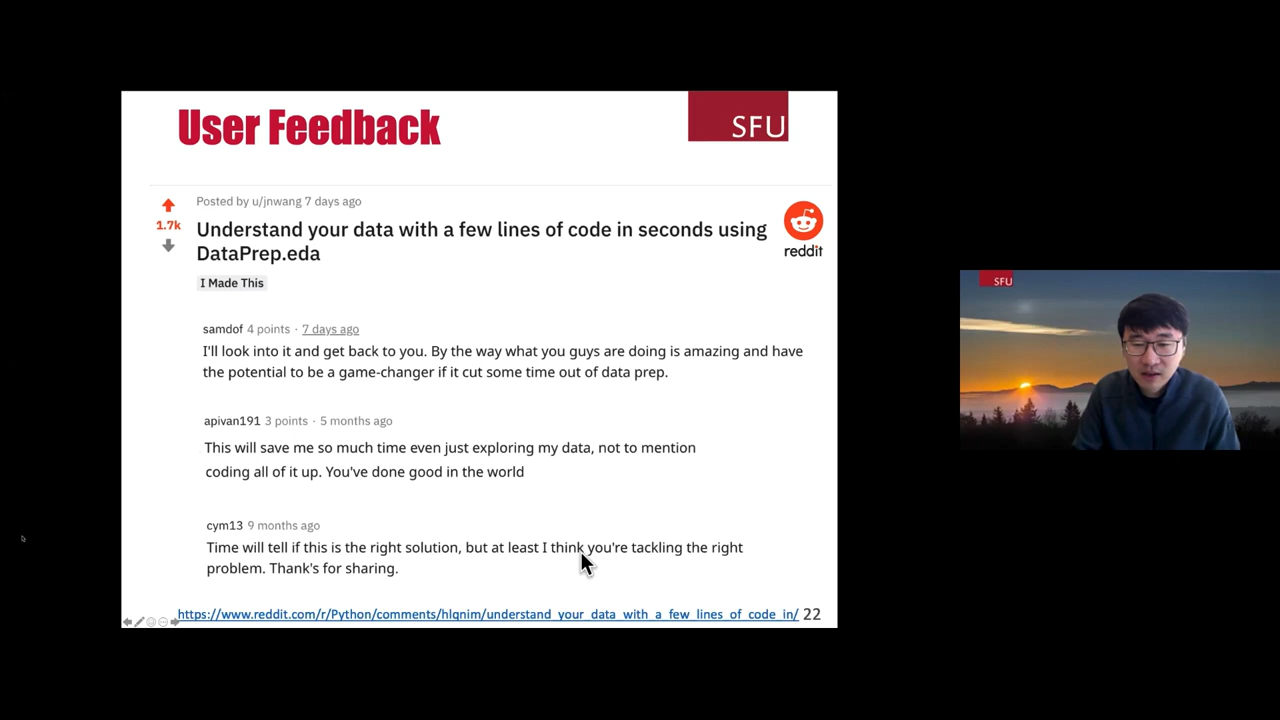 User Feedback
SFU
Posted by u/jnwang 7 days ago
1.7k
Understand your data with a few lines of code in seconds using
DataPrep.eda
reddit
I Made This
samdof 4 points · 7 days ago
I'll look into it and get back to you. By the way what you guys are doing is amazing and have
the potential to be a game-changer if it cut some time out of data prep.
apivan191 3 points · 5 months ago
This will save me so much time even just exploring my data, not to mention
coding all of it up. You've done good in the world
cym13 9 months ago
Time will tell if this is the right solution, but at least I think you're tackling the right
problem. Thank's for sharing.
https://www.reddit.com/r/Python/comments/hlqnim/understand_your_data_with_a_few_lines_of_code_in/ 22
SFU